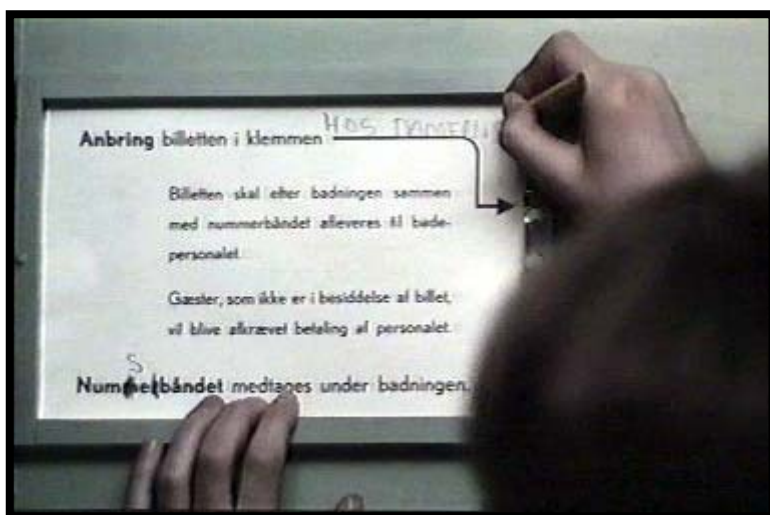 Anbring billetten i klemmen HOS DAMERNE
Billetten skal efter badningen sammen
med nummerbåndet afleveres til bade-
personalet.
Gæster, som ikke er i besiddelse af billet,
vil blive afkrævet betaling af personalet.
S
Nummerbåndet medtages under badningen.